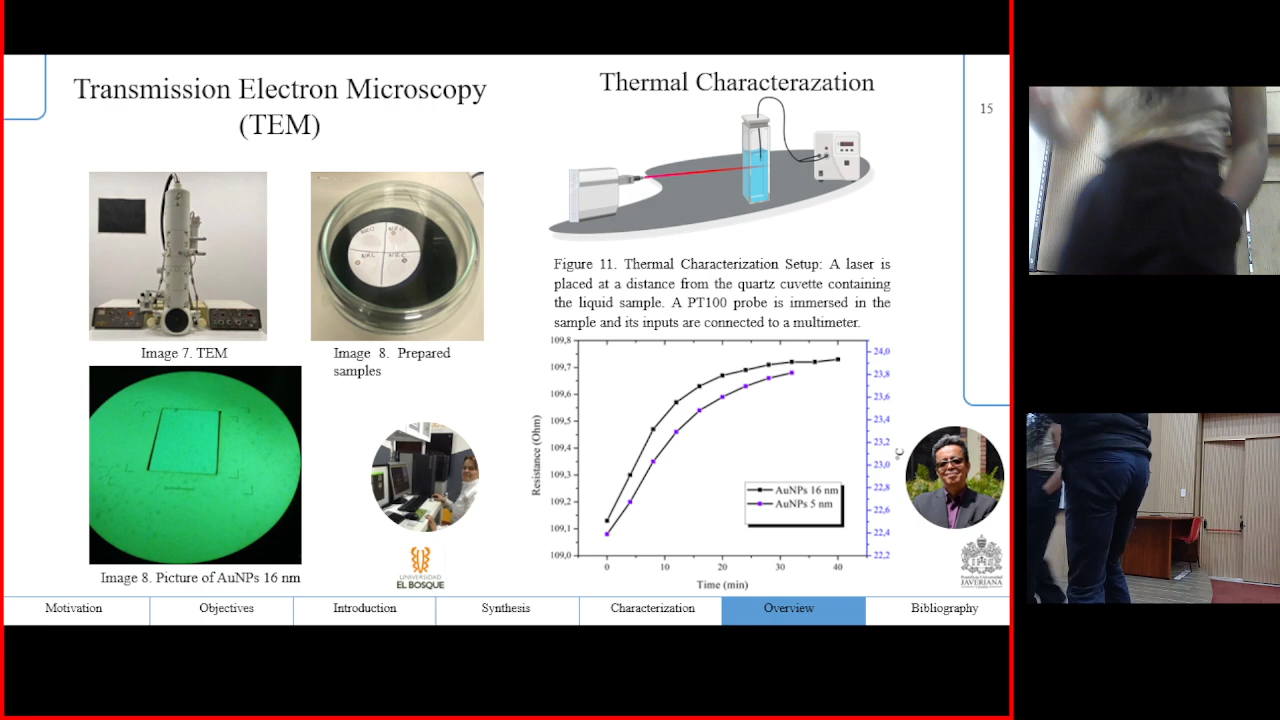 Transmission Electron Microscopy
(TEM)
Image 7. TEM
Image 8. Prepared
samples
Image 8. Picture of AuNPs 16 nm
UNIVERSIDAD
EL BOSQUE
Thermal Characterazation
15
Figure 11. Thermal Characterization Setup: A laser is
placed at a distance from the quartz cuvette containing
the liquid sample. A PT100 probe is immersed in the
sample and its inputs are connected to a multimeter.
109,8
109,7
109,6
109,5
109,4
109,3
109,2
109,1
109,0
Resistance (Ohm)
24,0
23,8
23,6
23,4
23,2
23,0
22,8
22,6
22,4
22,2
°C
AuNPs 16 nm
AuNPs 5 nm
0 10 20 30 40
Time (min)
Pontificia Universidad
JAVERIANA
Motivation Objectives Introduction Synthesis Characterization Overview Bibliography